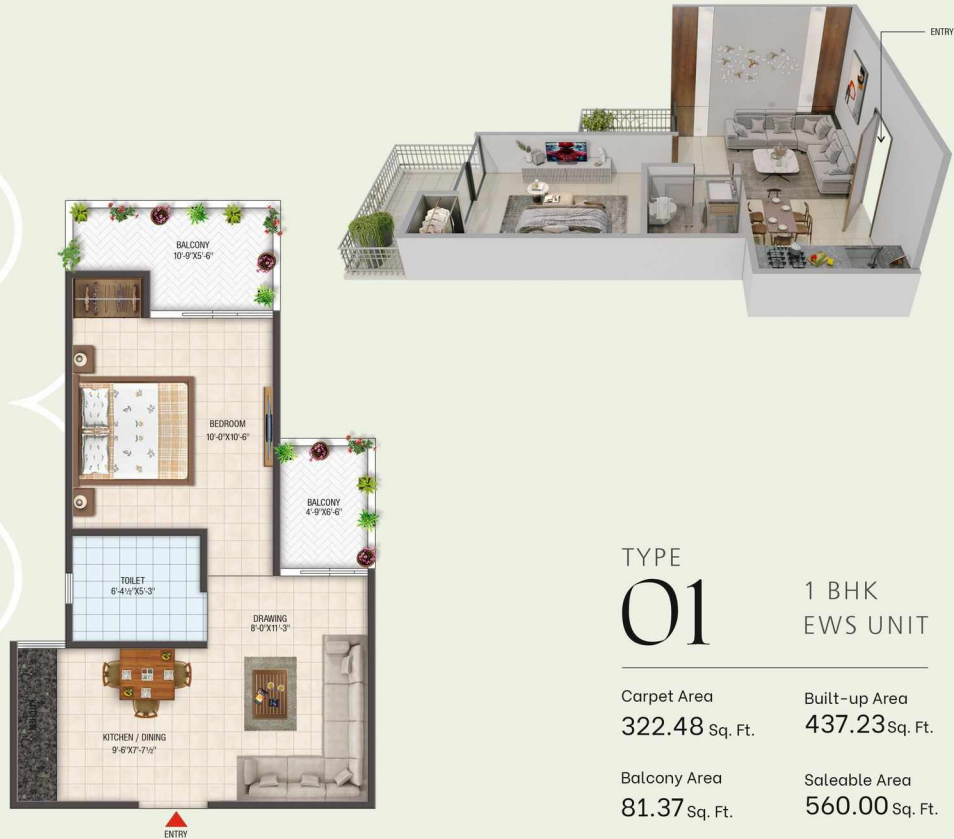 ENTRY
BALCONY
10'-9"X5'-6"
BEDROOM
10'-0"X10'-6"
BALCONY
4'-9"X6'-6"
TOILET
6'-4½"X5'-3"
DRAWING
8'-0"X11'-3"
KITCHEN
KITCHEN / DINING
9'-6"X7'-7½"
ENTRY
TYPE
01
1 BHK
EWS UNIT
Carpet Area
322.48 Sq. Ft.
Built-up Area
437.23 Sq. Ft.
Balcony Area
81.37 Sq. Ft.
Saleable Area
560.00 Sq. Ft.